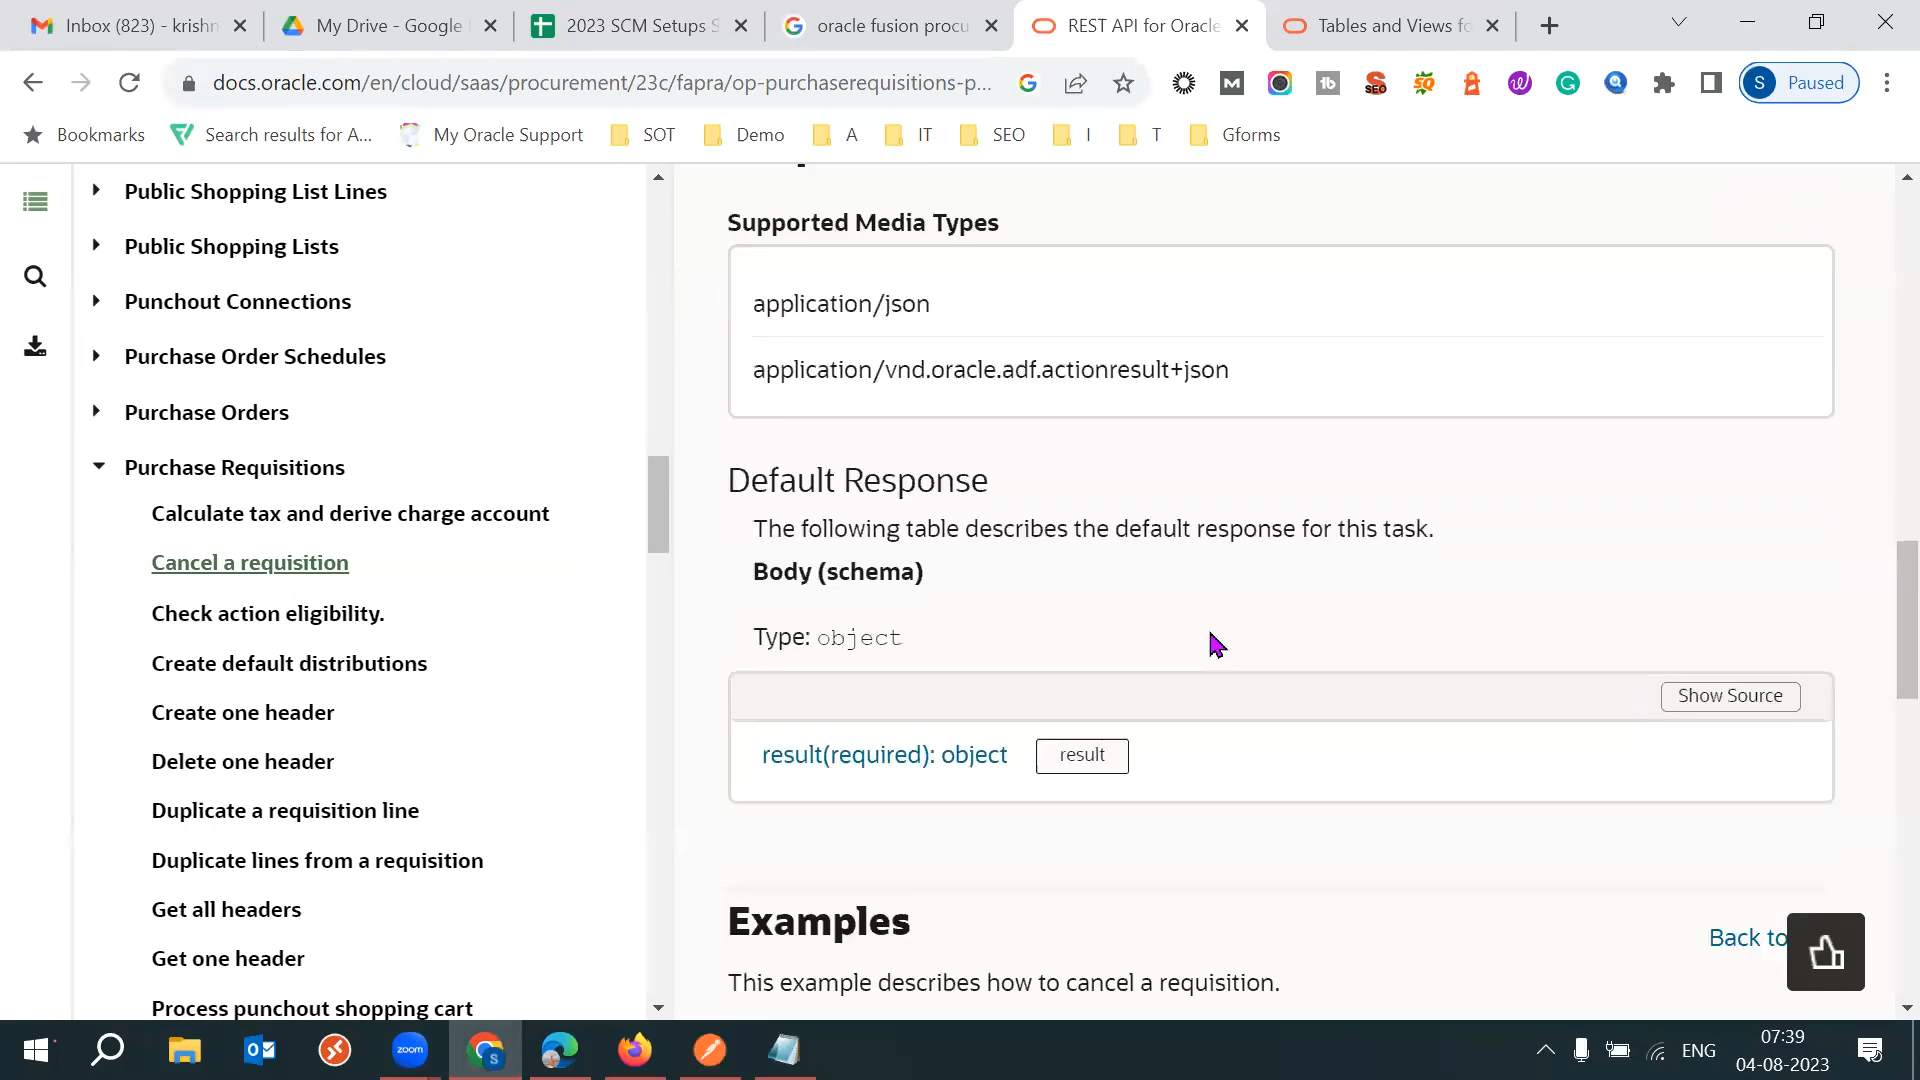 Inbox (823) - krishn
My Drive - Google
2023 SCM Setups S
oracle fusion procu
REST API for Oracle
Tables and Views fo
docs.oracle.com/en/cloud/saas/procurement/23c/fapra/op-purchaserequisitions-p...
S Paused
Bookmarks
Search results for A...
My Oracle Support
SOT
Demo
A
IT
SEO
I
T
Gforms
Public Shopping List Lines
Public Shopping Lists
Punchout Connections
Purchase Order Schedules
Purchase Orders
Purchase Requisitions
Calculate tax and derive charge account
Cancel a requisition
Check action eligibility.
Create default distributions
Create one header
Delete one header
Duplicate a requisition line
Duplicate lines from a requisition
Get all headers
Get one header
Process punchout shopping cart
Supported Media Types
application/json
application/vnd.oracle.adf.actionresult+json
Default Response
The following table describes the default response for this task.
Body (schema)
Type: object
Show Source
result(required): object
result
Examples
Back to
This example describes how to cancel a requisition.
zoom
ENG
07:39
04-08-2023